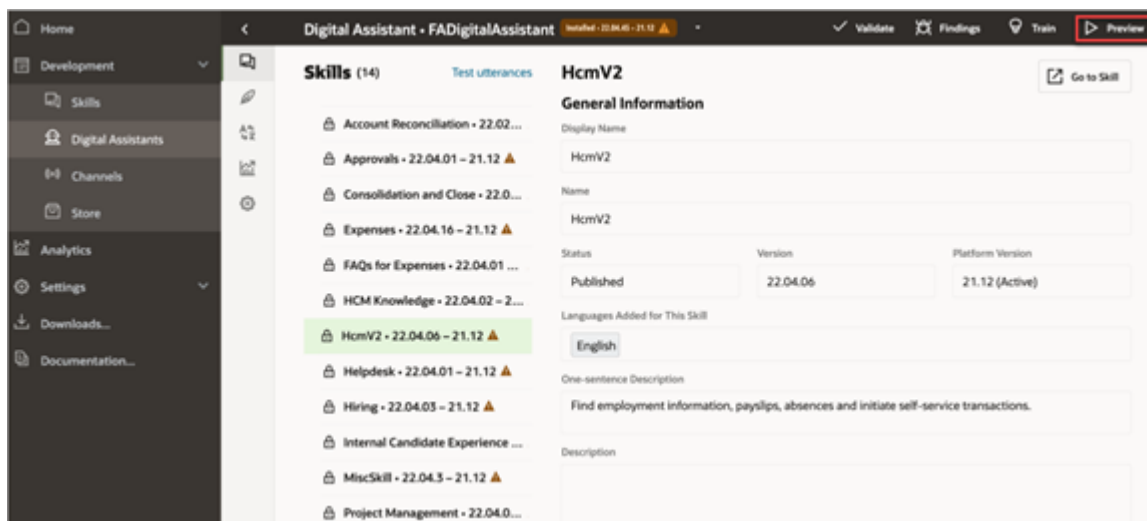 Home
Development
Skills
Digital Assistants
Channels
Store
Analytics
Settings
Downloads...
Documentation...
Digital Assistant • FADigitalAssistant
Installed • 22.04.45 - 21.12
Validate
Findings
Train
Preview
Skills (14)
Test utterances
Account Reconciliation • 22.02...
Approvals • 22.04.01 – 21.12
Consolidation and Close • 22.0...
Expenses • 22.04.16 – 21.12
FAQs for Expenses • 22.04.01 ...
HCM Knowledge • 22.04.02 – 2...
HcmV2 • 22.04.06 – 21.12
Helpdesk • 22.04.01 – 21.12
Hiring • 22.04.03 – 21.12
Internal Candidate Experience ...
MiscSkill • 22.04.3 – 21.12
Project Management • 22.04.0...
HcmV2
Go to Skill
General Information
Display Name
HcmV2
Name
HcmV2
Status
Version
Platform Version
Published
22.04.06
21.12 (Active)
Languages Added for This Skill
English
One-sentence Description
Find employment information, payslips, absences and initiate self-service transactions.
Description